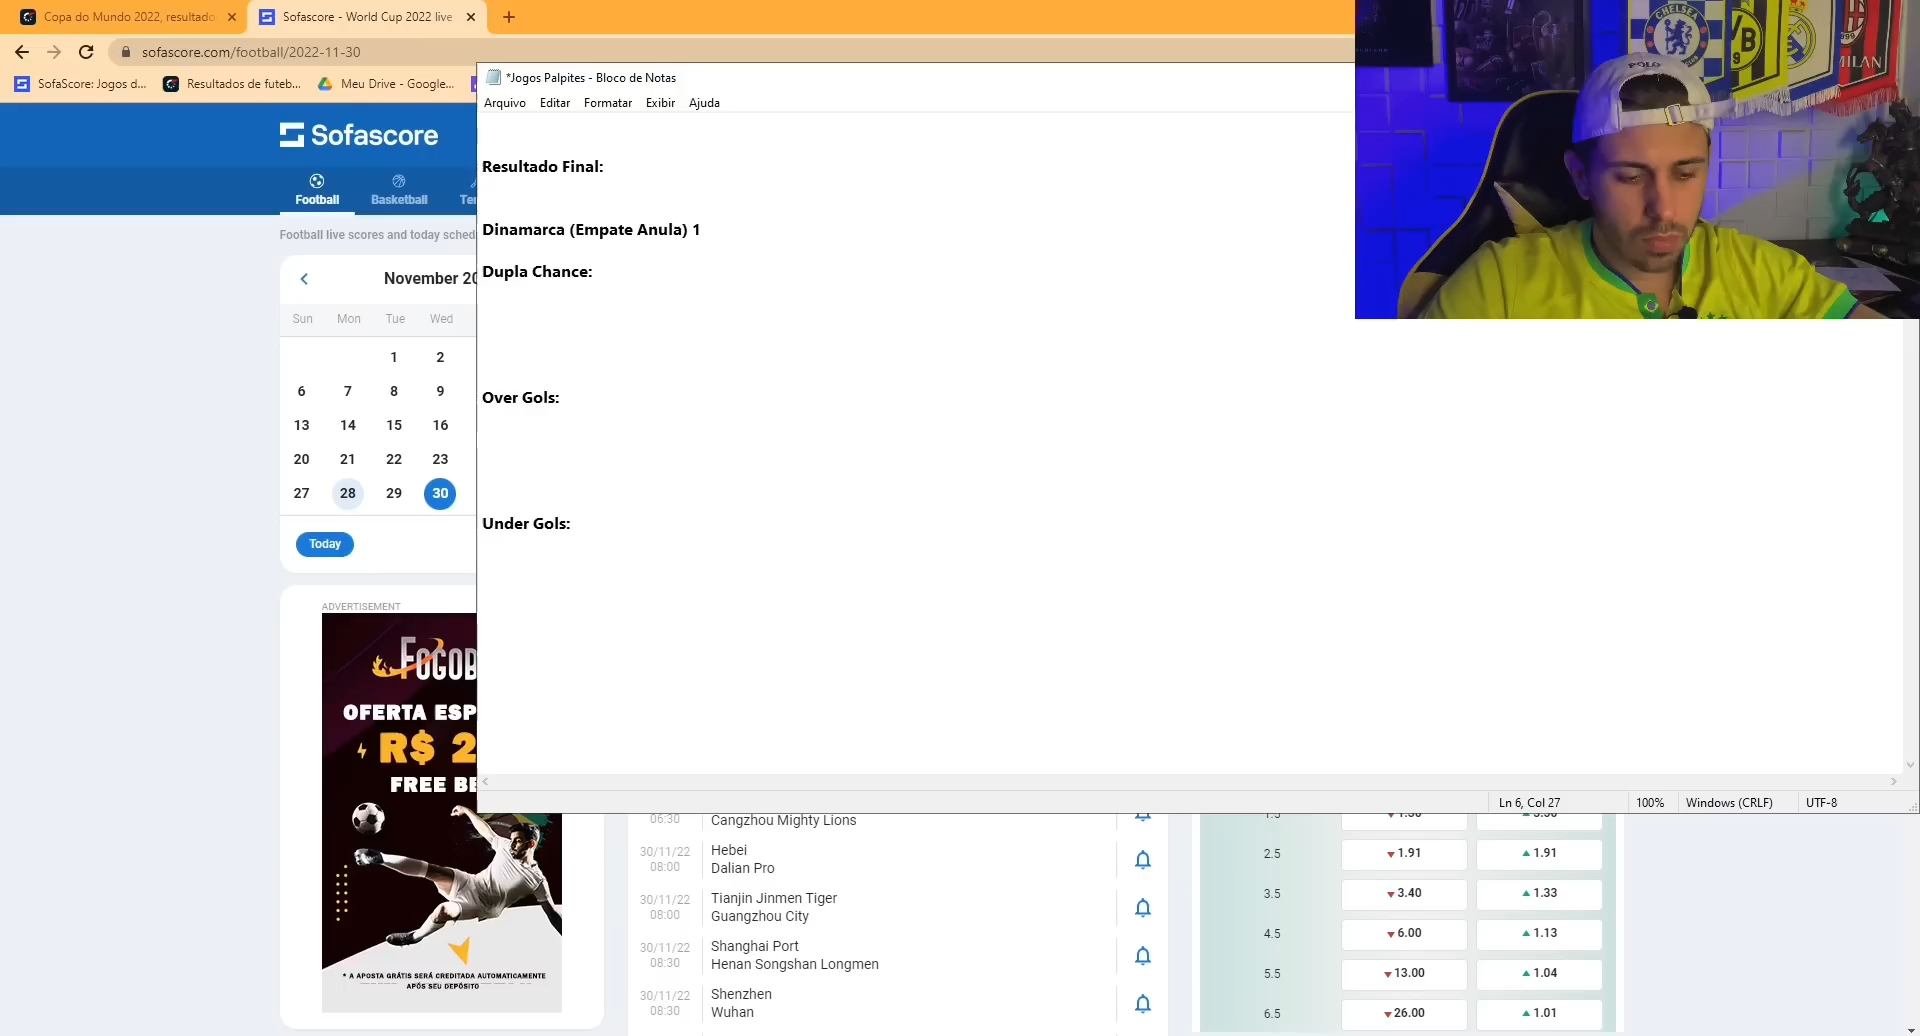 Copa do Mundo 2022, resultado
Sofascore - World Cup 2022 live
sofascore.com/football/2022-11-30
SofaScore: Jogos d...
Resultados de futeb...
Meu Drive - Google...
*Jogos Palpites - Bloco de Notas
Arquivo Editar Formatar Exibir Ajuda
Sofascore
Football Basketball
Football live scores and today sched
November 20
Sun Mon Tue Wed
1 2
6 7 8 9
13 14 15 16
20 21 22 23
27 28 29 30
Today
Resultado Final:
Dinamarca (Empate Anula) 1
Dupla Chance:
Over Gols:
Under Gols:
Ln 6, Col 27 100% Windows (CRLF) UTF-8
ADVERTISEMENT
FOGOB
OFERTA ESP
R$ 2
FREE BE
* A APOSTA GRÁTIS SERÁ CREDITADA AUTOMATICAMENTE
APÓS SEU DEPÓSITO
06:30 Cangzhou Mighty Lions
30/11/22 Hebei
08:00 Dalian Pro
30/11/22 Tianjin Jinmen Tiger
08:00 Guangzhou City
30/11/22 Shanghai Port
08:30 Henan Songshan Longmen
30/11/22 Shenzhen
08:30 Wuhan
2.5 1.91 1.91
3.5 3.40 1.33
4.5 6.00 1.13
5.5 13.00 1.04
6.5 26.00 1.01
CHELSEA
MILAN
POLO